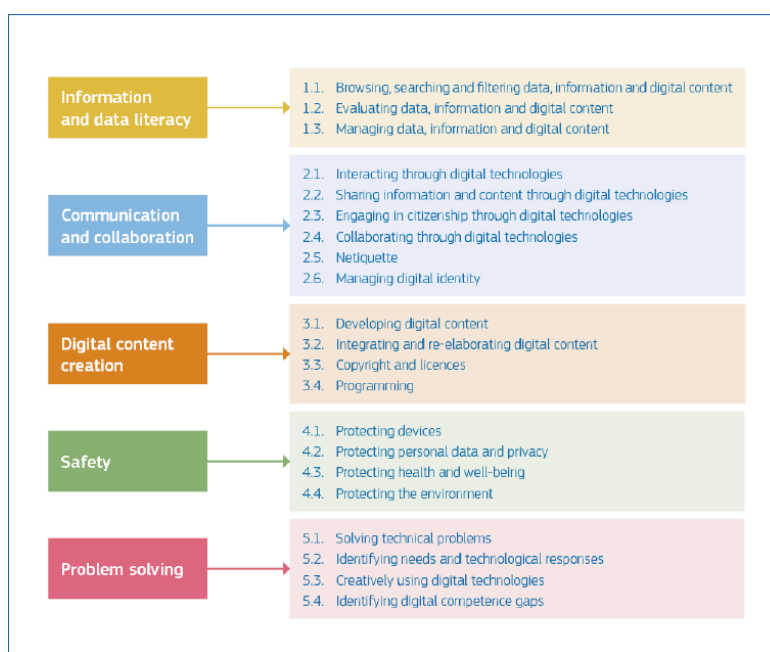 Information
and data literacy
1.1. Browsing, searching and filtering data, information and digital content
1.2. Evaluating data, information and digital content
1.3. Managing data, information and digital content
Communication
and collaboration
2.1. Interacting through digital technologies
2.2. Sharing information and content through digital technologies
2.3. Engaging in citizenship through digital technologies
2.4. Collaborating through digital technologies
2.5. Netiquette
2.6. Managing digital identity
Digital content
creation
3.1. Developing digital content
3.2. Integrating and re-elaborating digital content
3.3. Copyright and licences
3.4. Programming
Safety
4.1. Protecting devices
4.2. Protecting personal data and privacy
4.3. Protecting health and well-being
4.4. Protecting the environment
Problem solving
5.1. Solving technical problems
5.2. Identifying needs and technological responses
5.3. Creatively using digital technologies
5.4. Identifying digital competence gaps